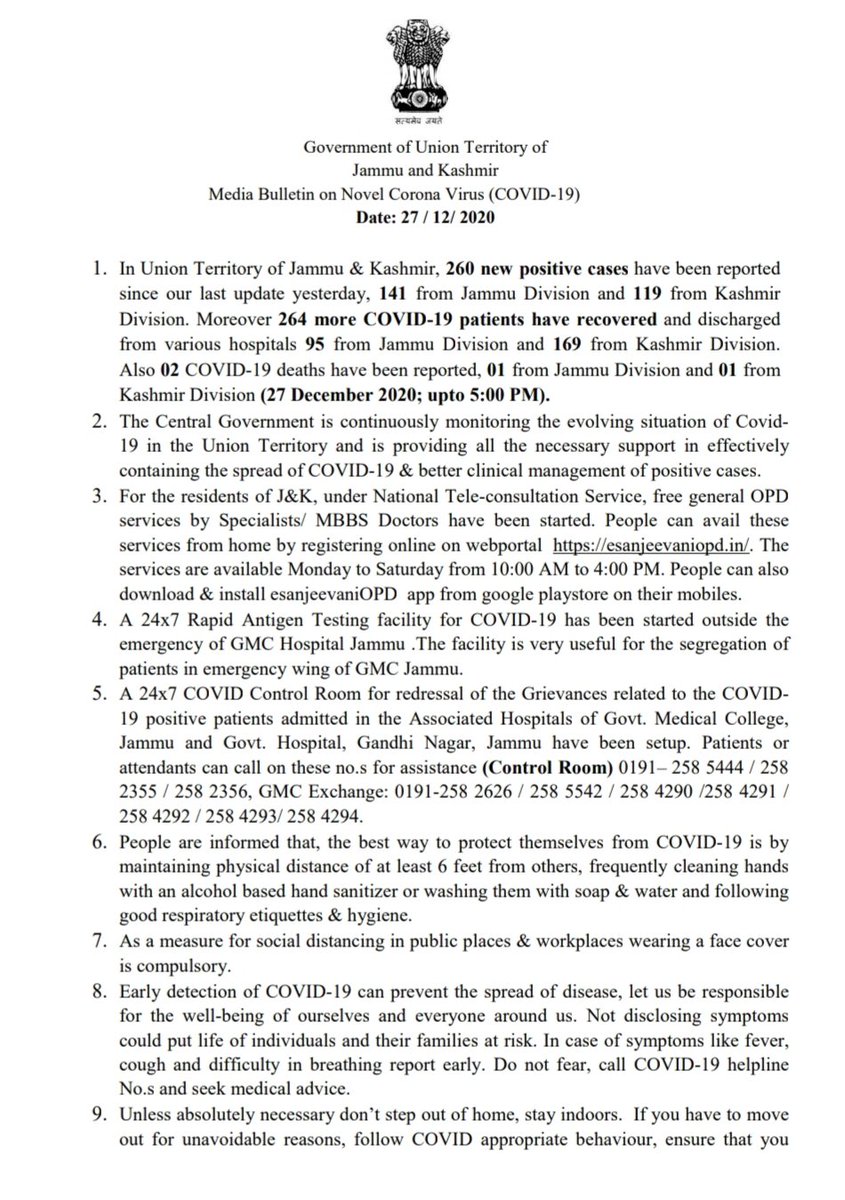 सत्यमेव जयते
Government of Union Territory of
Jammu and Kashmir
Media Bulletin on Novel Corona Virus (COVID-19)
Date: 27 / 12/ 2020
1. In Union Territory of Jammu & Kashmir, 260 new positive cases have been reported
since our last update yesterday, 141 from Jammu Division and 119 from Kashmir
Division. Moreover 264 more COVID-19 patients have recovered and discharged
from various hospitals 95 from Jammu Division and 169 from Kashmir Division.
Also 02 COVID-19 deaths have been reported, 01 from Jammu Division and 01 from
Kashmir Division (27 December 2020; upto 5:00 PM).
2. The Central Government is continuously monitoring the evolving situation of Covid-
19 in the Union Territory and is providing all the necessary support in effectively
containing the spread of COVID-19 & better clinical management of positive cases.
3. For the residents of J&K, under National Tele-consultation Service, free general OPD
services by Specialists/ MBBS Doctors have been started. People can avail these
services from home by registering online on webportal https://esanjeevaniopd.in/. The
services are available Monday to Saturday from 10:00 AM to 4:00 PM. People can also
download & install esanjeevaniOPD app from google playstore on their mobiles.
4. A 24x7 Rapid Antigen Testing facility for COVID-19 has been started outside the
emergency of GMC Hospital Jammu .The facility is very useful for the segregation of
patients in emergency wing of GMC Jammu.
5. A 24x7 COVID Control Room for redressal of the Grievances related to the COVID-
19 positive patients admitted in the Associated Hospitals of Govt. Medical College,
Jammu and Govt. Hospital, Gandhi Nagar, Jammu have been setup. Patients or
attendants can call on these no.s for assistance (Control Room) 0191– 258 5444 / 258
2355 / 258 2356, GMC Exchange: 0191-258 2626 / 258 5542 / 258 4290 /258 4291 /
258 4292 / 258 4293/ 258 4294.
6. People are informed that, the best way to protect themselves from COVID-19 is by
maintaining physical distance of at least 6 feet from others, frequently cleaning hands
with an alcohol based hand sanitizer or washing them with soap & water and following
good respiratory etiquettes & hygiene.
7. As a measure for social distancing in public places & workplaces wearing a face cover
is compulsory.
8. Early detection of COVID-19 can prevent the spread of disease, let us be responsible
for the well-being of ourselves and everyone around us. Not disclosing symptoms
could put life of individuals and their families at risk. In case of symptoms like fever,
cough and difficulty in breathing report early. Do not fear, call COVID-19 helpline
No.s and seek medical advice.
9. Unless absolutely necessary don’t step out of home, stay indoors. If you have to move
out for unavoidable reasons, follow COVID appropriate behaviour, ensure that you